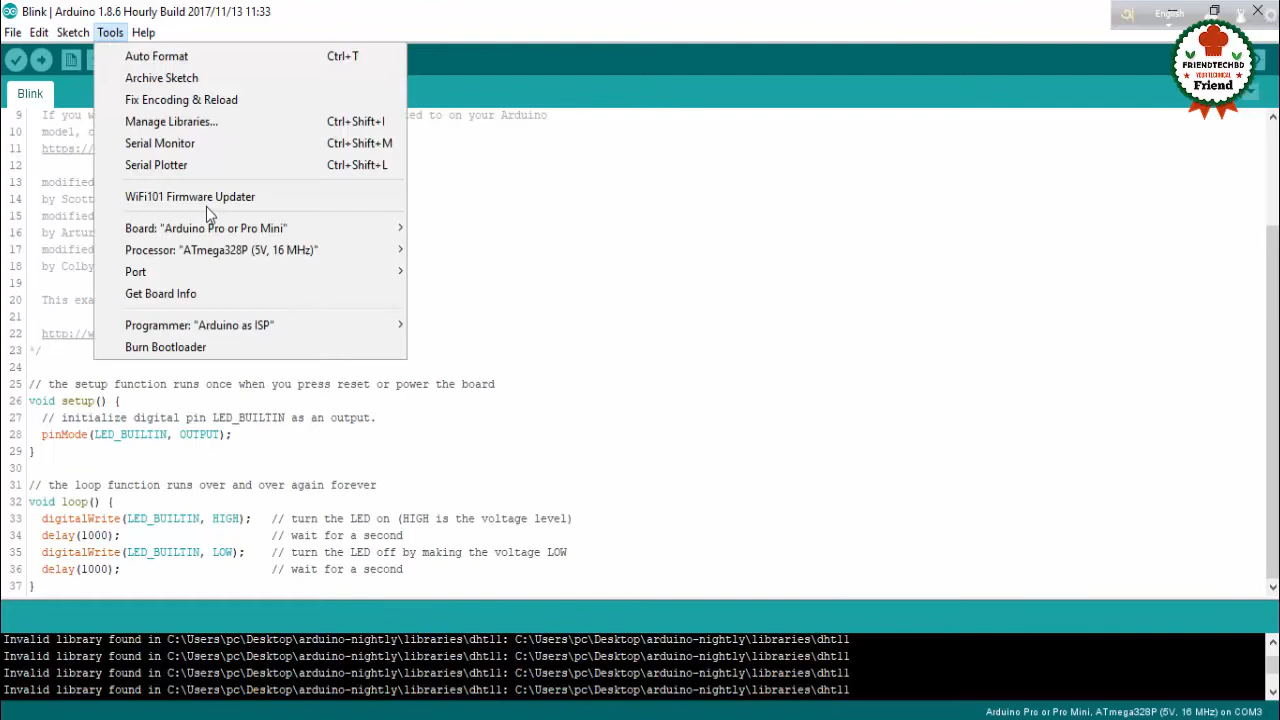 Blink | Arduino 1.8.6 Hourly Build 2017/11/13 11:33
English
File Edit Sketch Tools Help
FRIENDTECHBD
YOUR TECHNICAL
Friend
Blink
Auto Format Ctrl+T
Archive Sketch
Fix Encoding & Reload
Manage Libraries... Ctrl+Shift+I
Serial Monitor Ctrl+Shift+M
Serial Plotter Ctrl+Shift+L
WiFi101 Firmware Updater
Board: "Arduino Pro or Pro Mini"
Processor: "ATmega328P (5V, 16 MHz)"
Port
Get Board Info
Programmer: "Arduino as ISP"
Burn Bootloader
9 If you w ted to on your Arduino
10 model, c
11 https:/
12
13 modified
14 by Scott
15 modified
16 by Artur
17 modified
18 by Colby
19
20 This exa
21
22 http://w
23 */
24
25 // the setup function runs once when you press reset or power the board
26 void setup() {
27 // initialize digital pin LED_BUILTIN as an output.
28 pinMode(LED_BUILTIN, OUTPUT);
29 }
30
31 // the loop function runs over and over again forever
32 void loop() {
33 digitalWrite(LED_BUILTIN, HIGH); // turn the LED on (HIGH is the voltage level)
34 delay(1000); // wait for a second
35 digitalWrite(LED_BUILTIN, LOW); // turn the LED off by making the voltage LOW
36 delay(1000); // wait for a second
37 }
Invalid library found in C:\Users\pc\Desktop\arduino-nightly\libraries\dht11: C:\Users\pc\Desktop\arduino-nightly\libraries\dht11
Invalid library found in C:\Users\pc\Desktop\arduino-nightly\libraries\dht11: C:\Users\pc\Desktop\arduino-nightly\libraries\dht11
Invalid library found in C:\Users\pc\Desktop\arduino-nightly\libraries\dht11: C:\Users\pc\Desktop\arduino-nightly\libraries\dht11
Invalid library found in C:\Users\pc\Desktop\arduino-nightly\libraries\dht11: C:\Users\pc\Desktop\arduino-nightly\libraries\dht11
Arduino Pro or Pro Mini, ATmega328P (5V, 16 MHz) on COM3